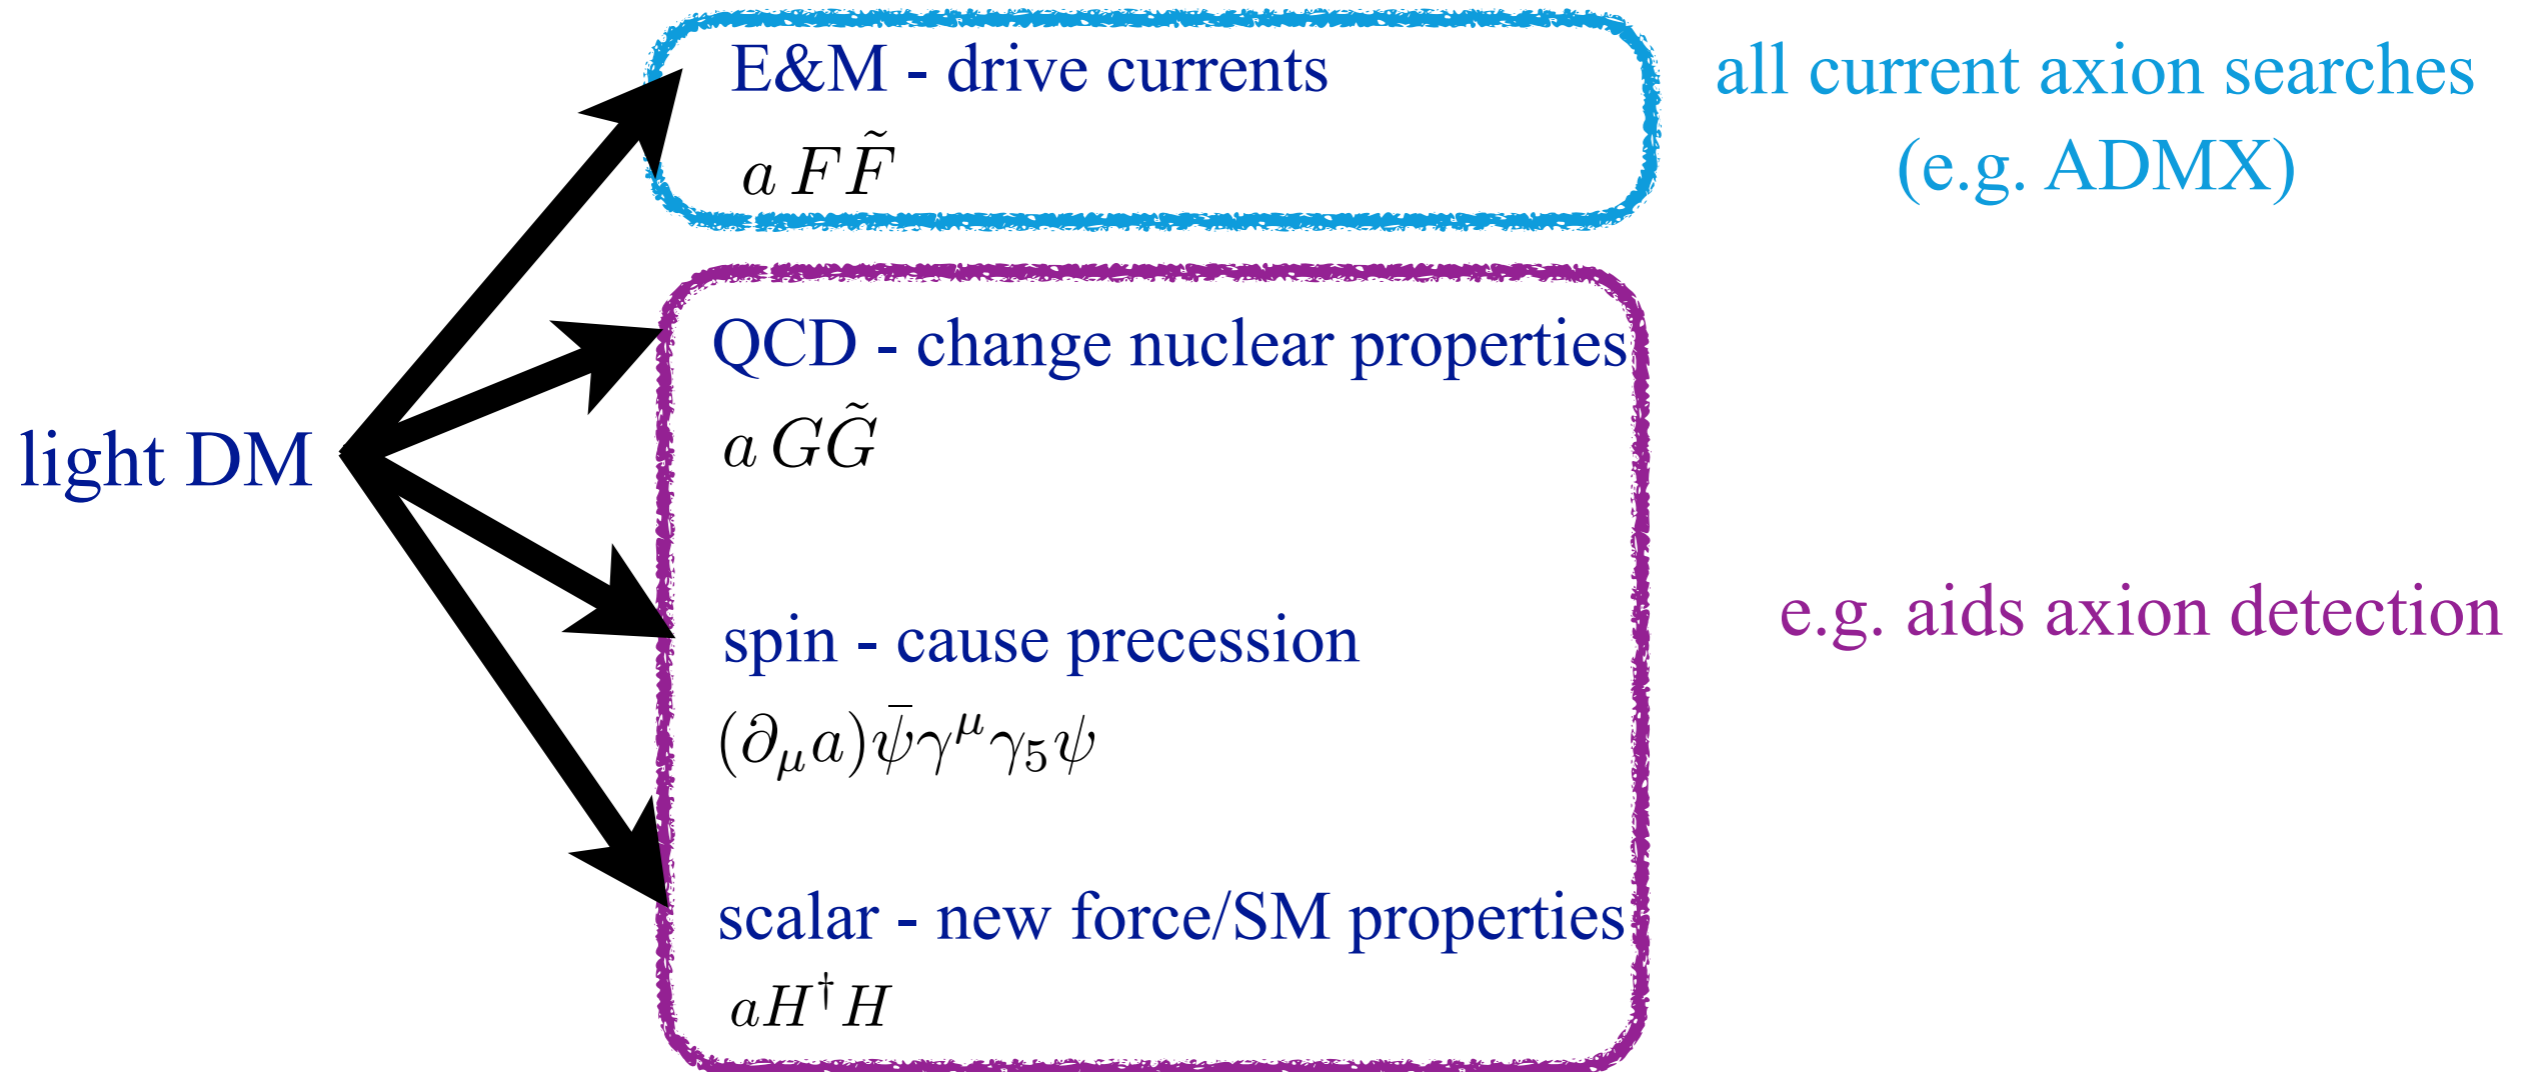 E&M - drive currents
all current axion searches
a F F̃
(e.g. ADMX)
QCD - change nuclear properties
a G G̃
light DM
spin - cause precession
e.g. aids axion detection
(∂_μ a) ψ̄ γ^μ γ_5 ψ
scalar - new force/SM properties
a H^† H